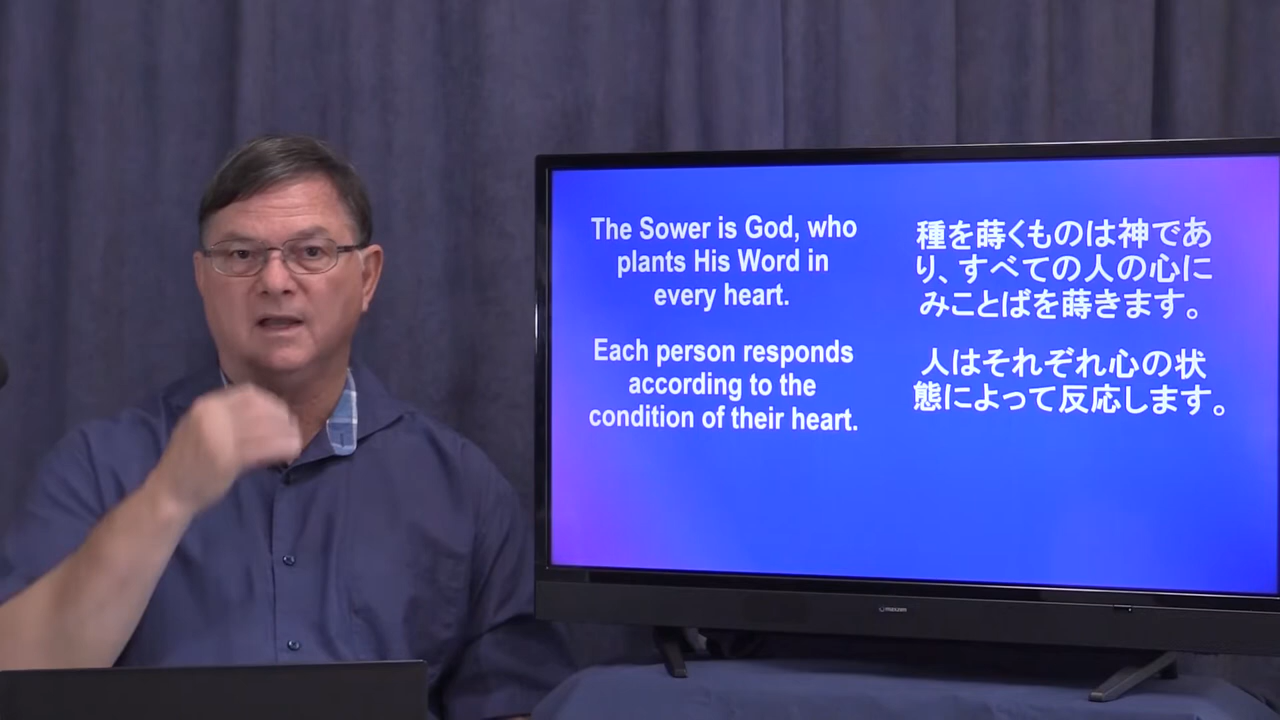 The Sower is God, who
plants His Word in
every heart.
Each person responds
according to the
condition of their heart.
種を蒔くものは神であ
り、すべての人の心に
みことばを蒔きます。
人はそれぞれ心の状
態によって反応します。